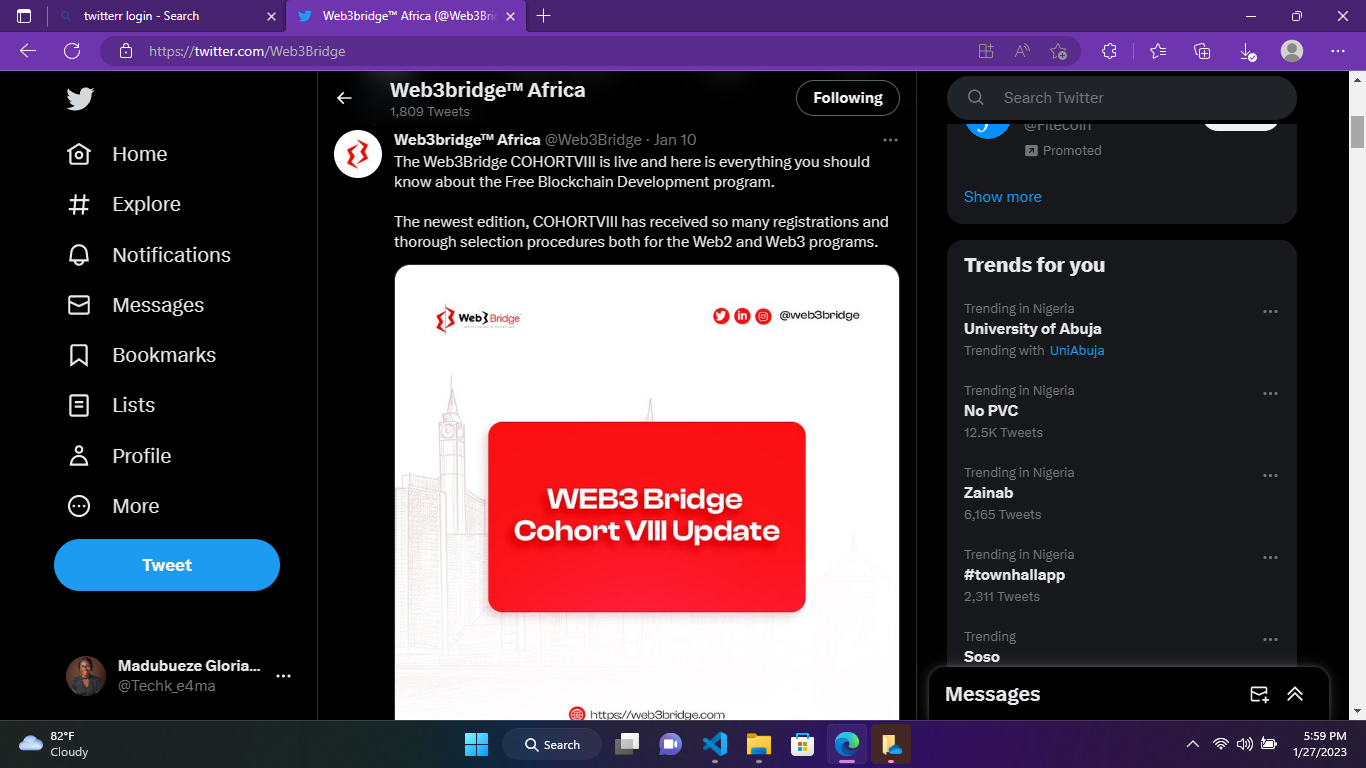 twitterr login - Search
Web3bridge™ Africa (@Web3Bri
https://twitter.com/Web3Bridge
Home
Explore
Notifications
Messages
Bookmarks
Lists
Profile
More
Tweet
Madubueze Gloria...
@Techk_e4ma
Web3bridge™ Africa
1,809 Tweets
Following
Web3bridge™ Africa @Web3Bridge · Jan 10
The Web3Bridge COHORTVIII is live and here is everything you should
know about the Free Blockchain Development program.
The newest edition, COHORTVIII has received so many registrations and
thorough selection procedures both for the Web2 and Web3 programs.
Web3Bridge
@web3bridge
WEB3 Bridge
Cohort VIII Update
https://web3bridge.com
Search Twitter
@Fitecoin
Promoted
Show more
Trends for you
Trending in Nigeria
University of Abuja
Trending with UniAbuja
Trending in Nigeria
No PVC
12.5K Tweets
Trending in Nigeria
Zainab
6,165 Tweets
Trending in Nigeria
#townhallapp
2,311 Tweets
Trending
Soso
Messages
82°F
Cloudy
Search
5:59 PM
1/27/2023